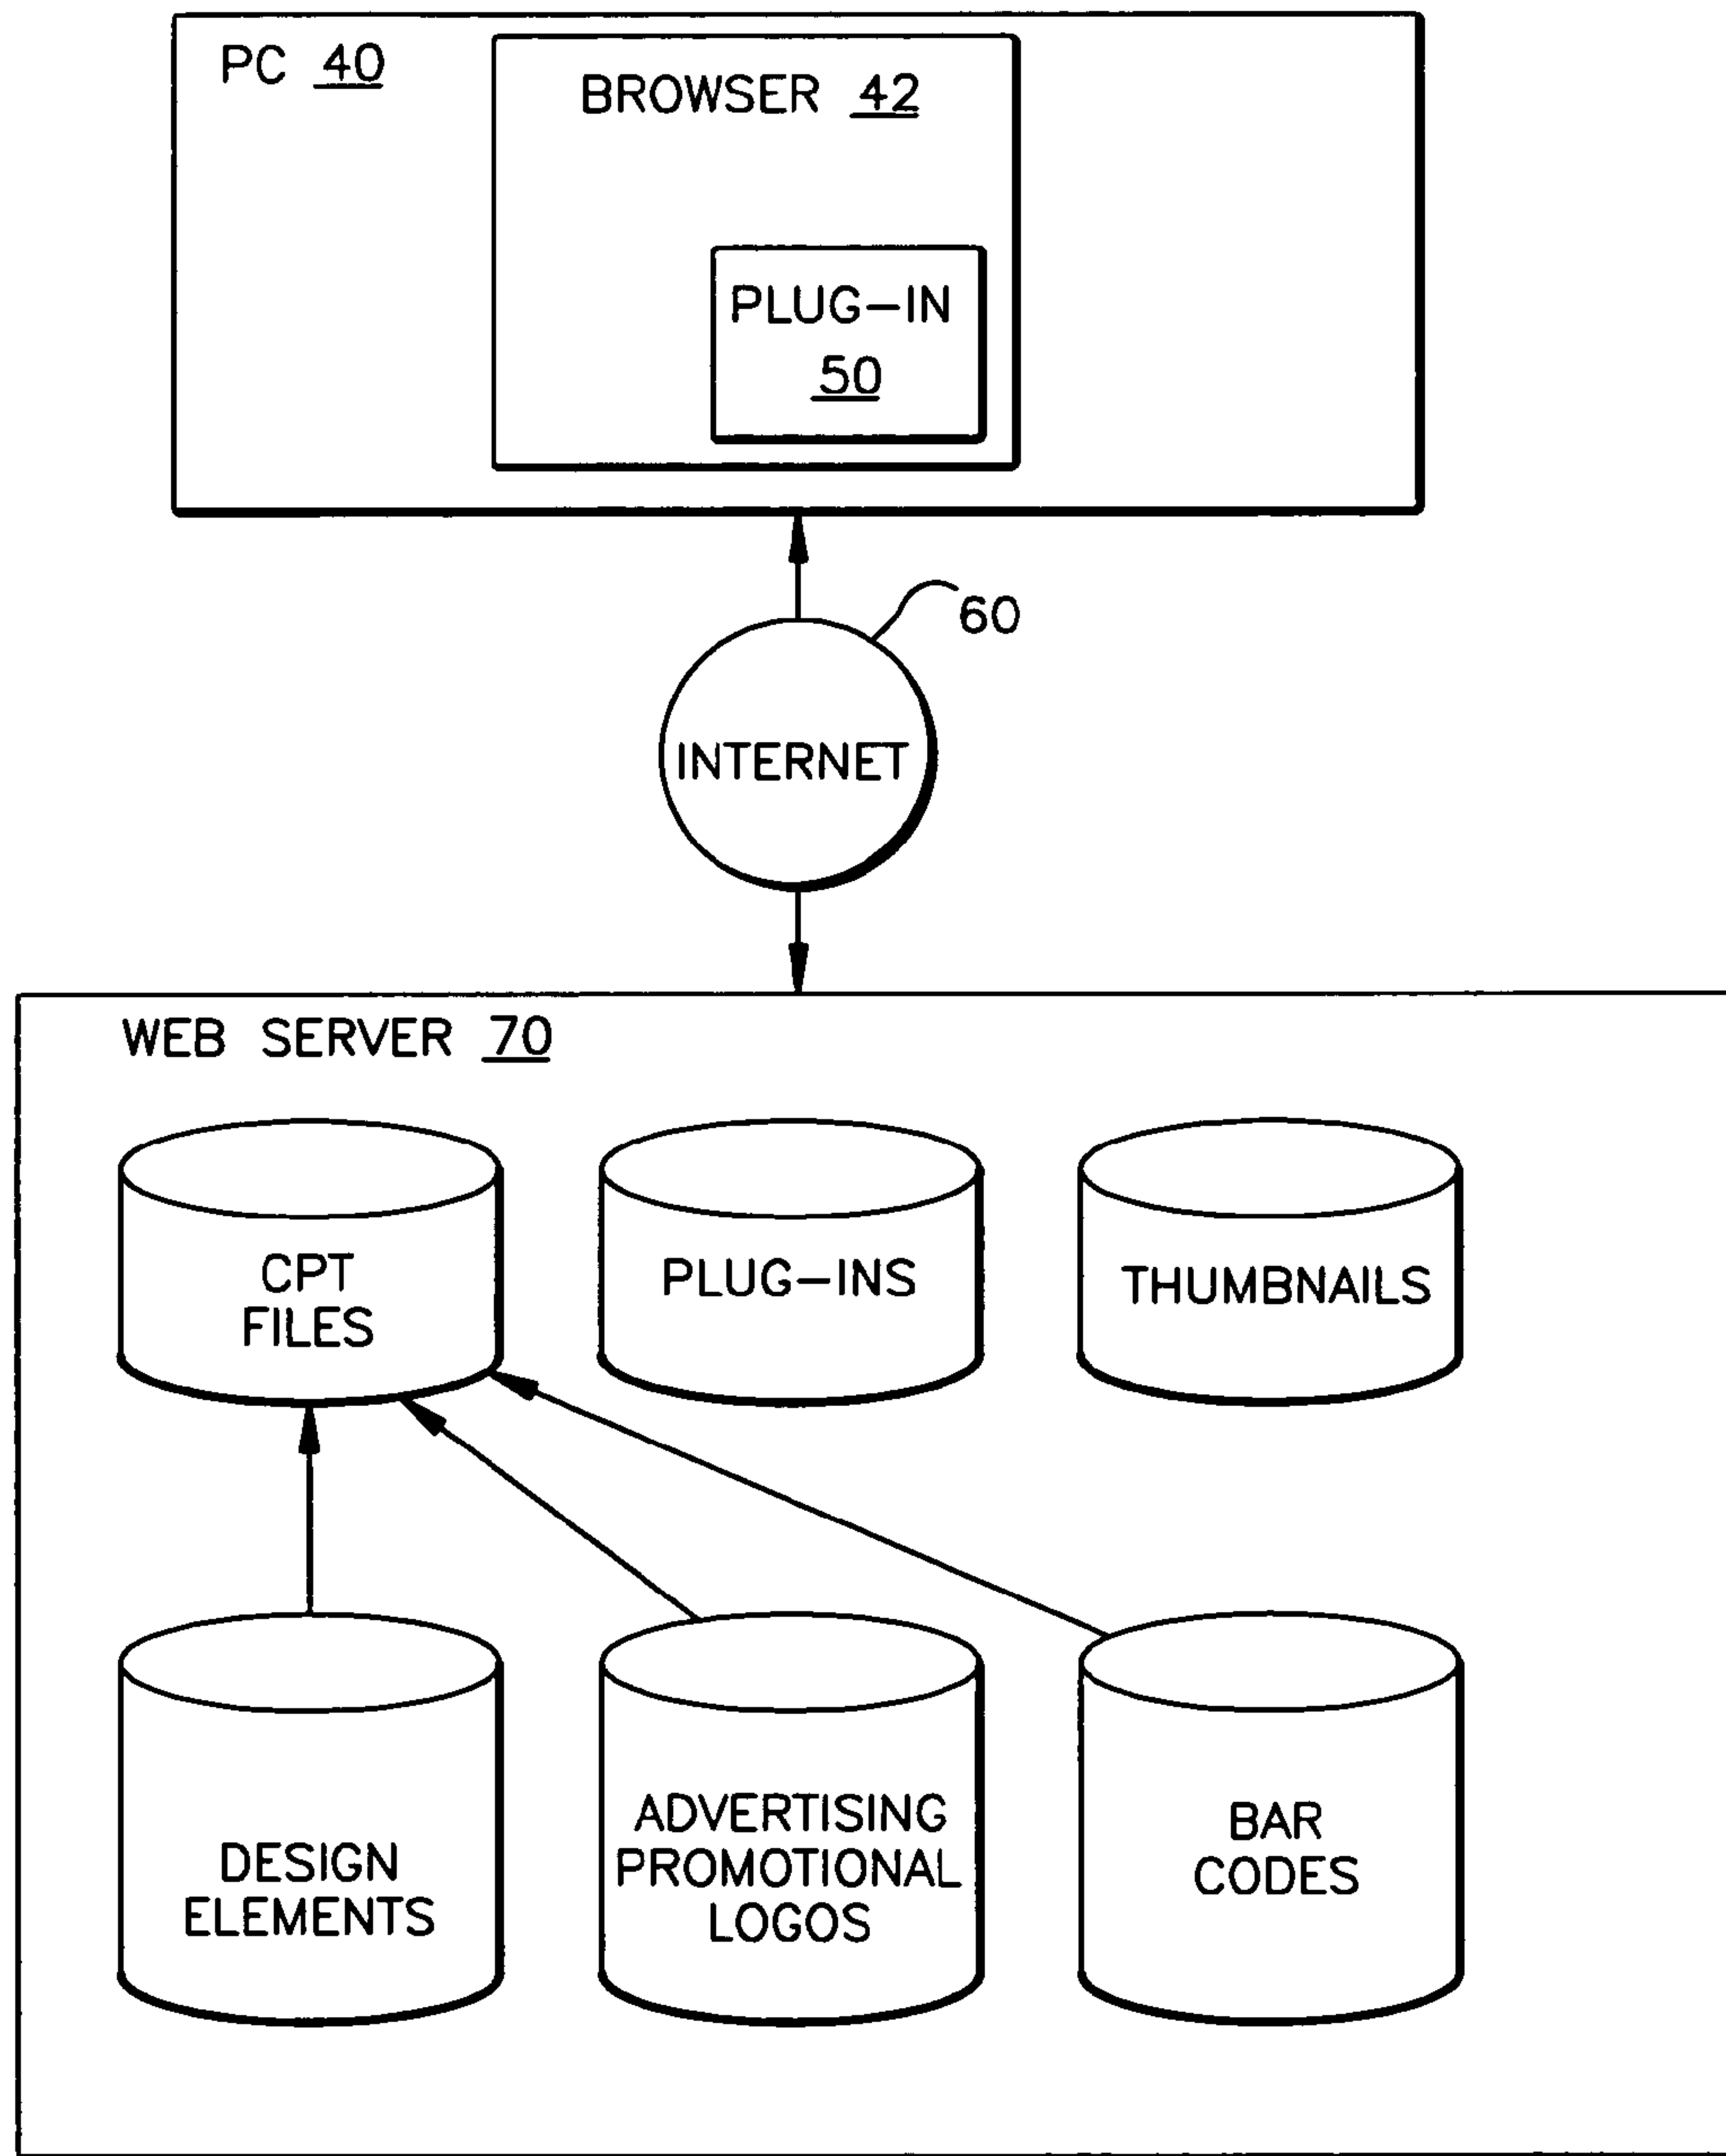 PC 40
BROWSER 42
PLUG-IN
50
60
INTERNET
WEB SERVER 70
CPT
FILES
PLUG-INS
THUMBNAILS
DESIGN
ELEMENTS
ADVERTISING
PROMOTIONAL
LOGOS
BAR
CODES